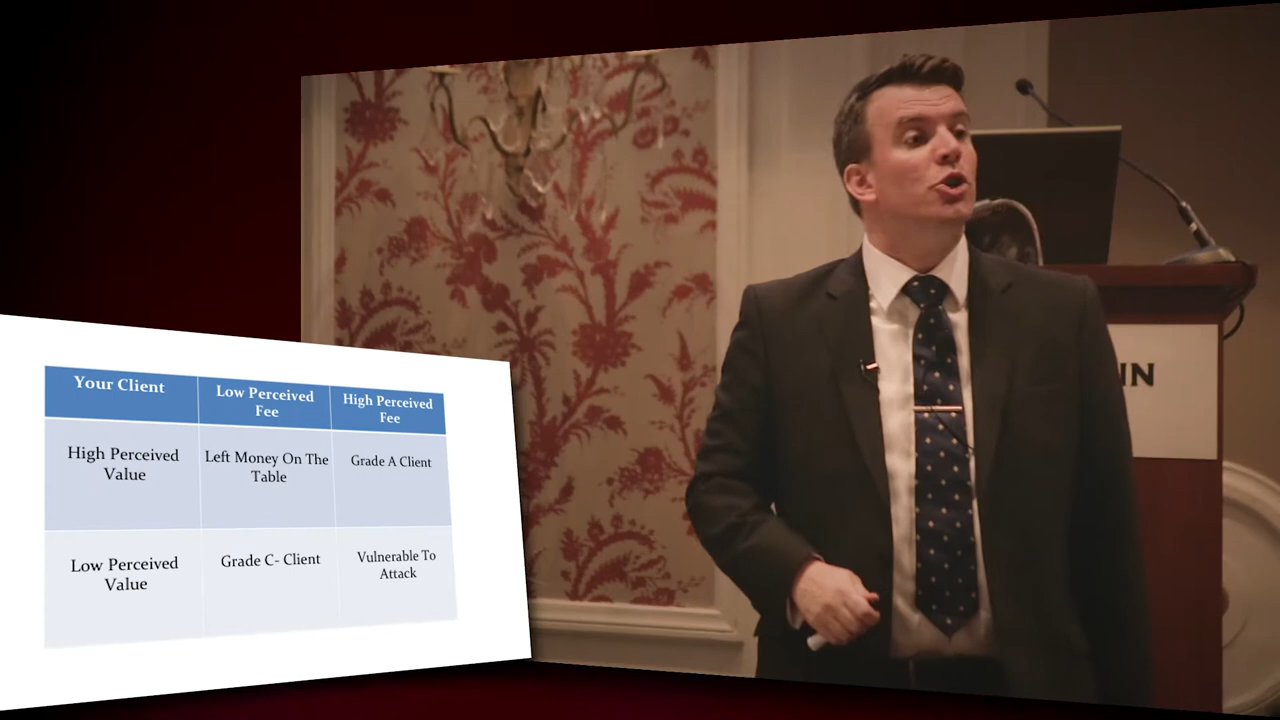 Your Client
Low Perceived
Fee
High Perceived
Fee
High Perceived
Value
Left Money On The
Table
Grade A Client
Low Perceived
Value
Grade C- Client
Vulnerable To
Attack
IN